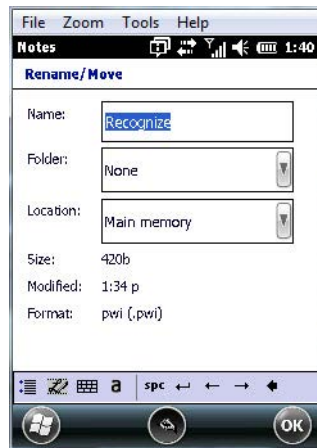 File Zoom Tools Help
Notes 1:40
Rename/Move
Name: Recognize
Folder: None
Location: Main memory
Size: 420b
Modified: 1:34 p
Format: pwi (.pwi)
a spc
OK